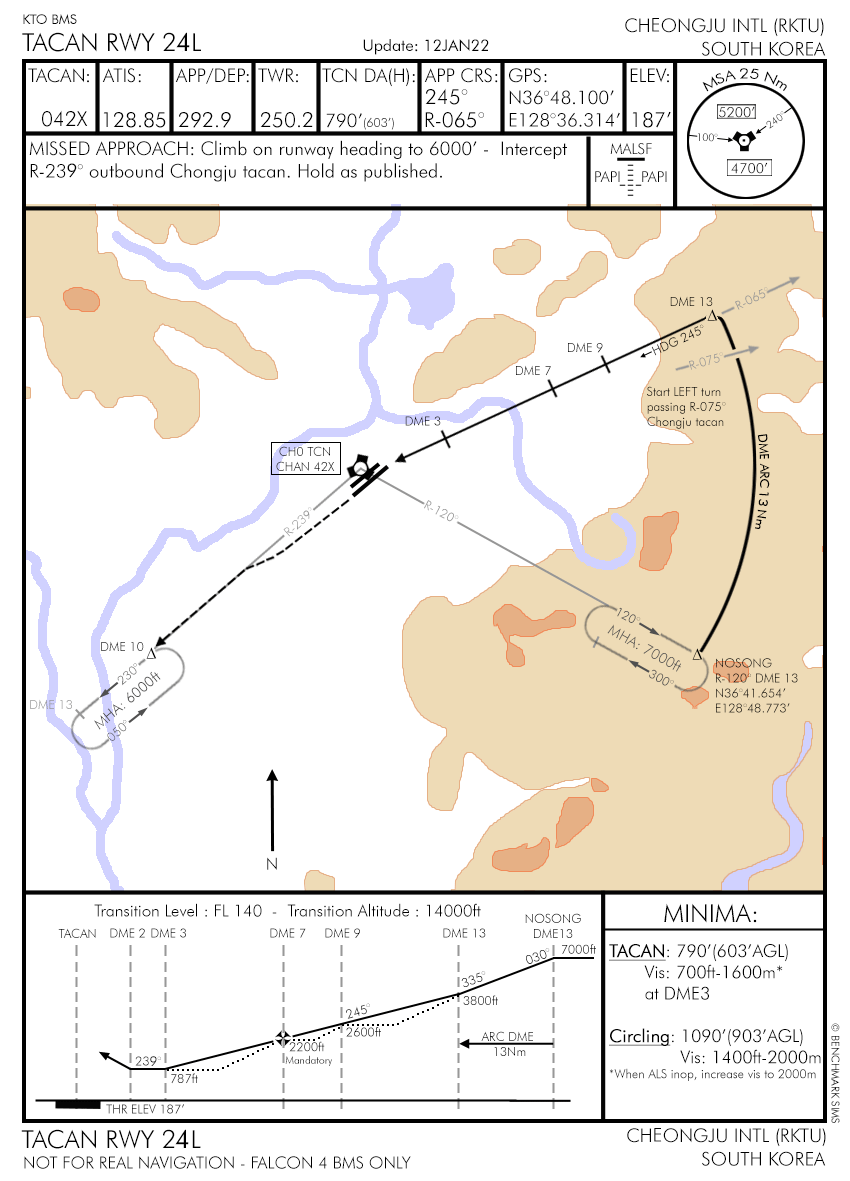 KTO BMS
TACAN RWY 24L
Update: 12JAN22
CHEONGJU INTL (RKTU)
SOUTH KOREA
TACAN:
042X
ATIS:
128.85
APP/DEP:
292.9
TWR:
250.2
TCN DA(H):
790'(603')
APP CRS:
245°
R-065°
GPS:
N36°48.100'
E128°36.314'
ELEV:
187'
MSA 25 Nm
5200'
240°
100°
4700'
MISSED APPROACH: Climb on runway heading to 6000' - Intercept
R-239° outbound Chongju tacan. Hold as published.
MALSF
PAPI PAPI
DME 13
R-065°
HDG 245°
R-075°
DME 9
DME 7
DME 3
Start LEFT turn
passing R-075°
Chongju tacan
DME ARC 13 Nm
CH0 TCN
CHAN 42X
R-239°
R-120°
120°
MHA: 7000ft
300°
NOSONG
R-120° DME 13
N36°41.654'
E128°48.773'
DME 10
230°
DME 13
MHA: 6000ft
050°
N
Transition Level : FL 140 - Transition Altitude : 14000ft
TACAN
DME 2
DME 3
DME 7
DME 9
DME 13
NOSONG
DME13
030°
7000ft
335°
3800ft
245°
2600ft
2200ft
Mandatory
239°
787ft
ARC DME
13Nm
THR ELEV 187'
MINIMA:
TACAN: 790'(603'AGL)
Vis: 700ft-1600m*
at DME3
Circling: 1090'(903'AGL)
Vis: 1400ft-2000m
*When ALS inop, increase vis to 2000m
© BENCHMARK SIMS
TACAN RWY 24L
NOT FOR REAL NAVIGATION - FALCON 4 BMS ONLY
CHEONGJU INTL (RKTU)
SOUTH KOREA